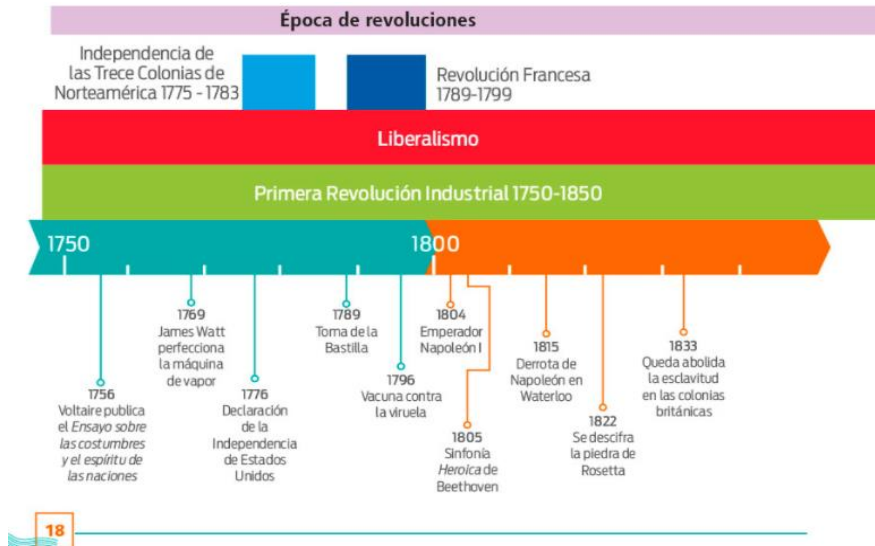 Época de revoluciones
Independencia de
las Trece Colonias de
Norteamérica 1775 - 1783
Revolución Francesa
1789-1799
Liberalismo
Primera Revolución Industrial 1750-1850
1750
1800
1756
Voltaire publica
el Ensayo sobre
las costumbres
y el espíritu de
las naciones
1769
James Watt
perfecciona
la máquina
de vapor
1776
Declaración
de la
Independencia
de Estados
Unidos
1789
Toma de la
Bastilla
1796
Vacuna contra
la viruela
1804
Emperador
Napoleón I
1805
Sinfonía
Heroica de
Beethoven
1815
Derrota de
Napoleón en
Waterloo
1822
Se descifra
la piedra de
Rosetta
1833
Queda abolida
la esclavitud
en las colonias
británicas
18